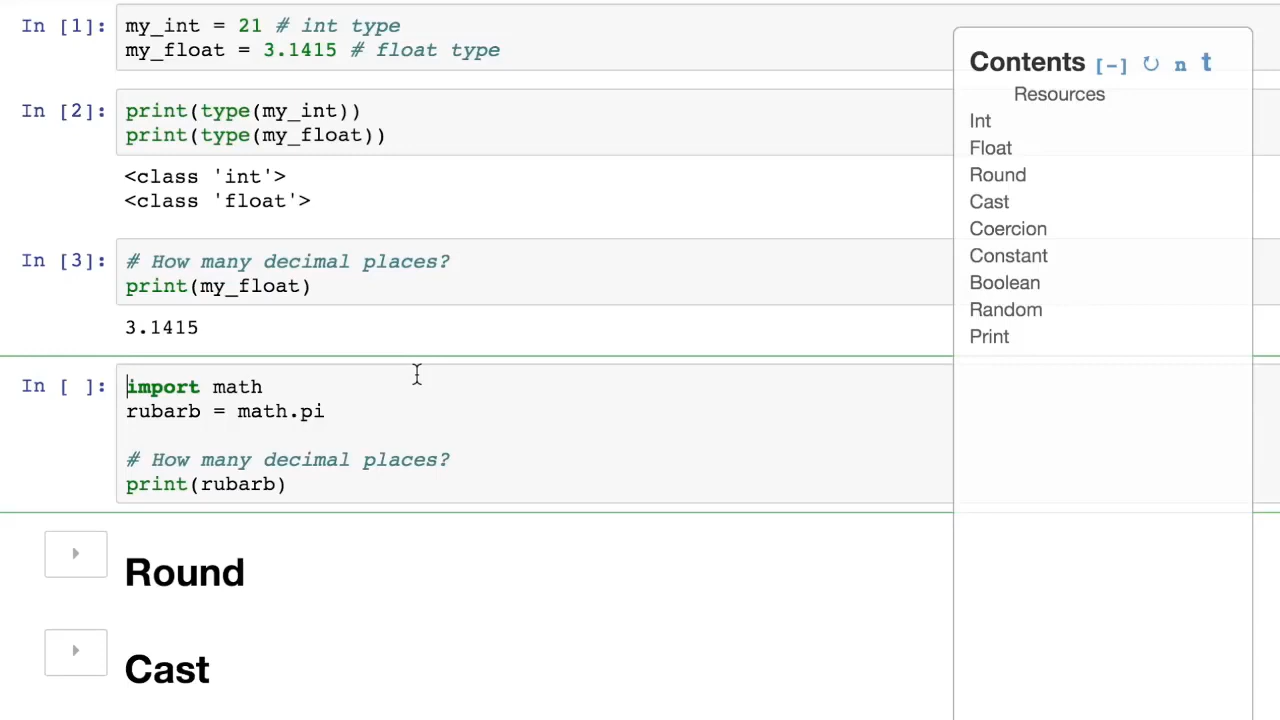 In [1]:
my_int = 21 # int type
my_float = 3.1415 # float type
In [2]:
print(type(my_int))
print(type(my_float))
<class 'int'>
<class 'float'>
In [3]:
# How many decimal places?
print(my_float)
3.1415
In [ ]:
import math
rubarb = math.pi
# How many decimal places?
print(rubarb)
Round
Cast
Contents [-] ↻ n t
Resources
Int
Float
Round
Cast
Coercion
Constant
Boolean
Random
Print